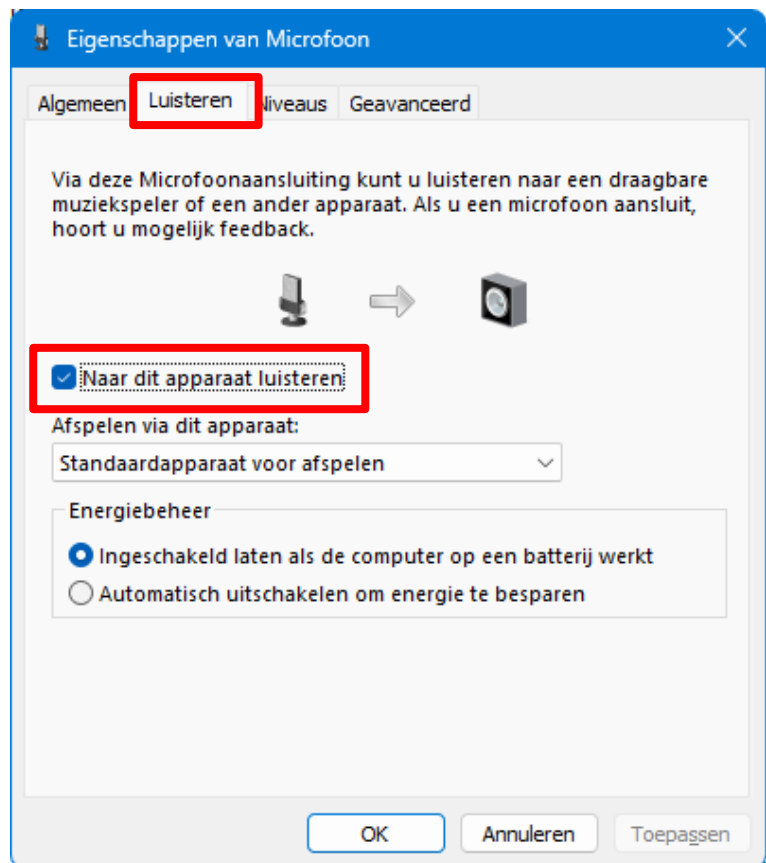 Eigenschappen van Microfoon
Algemeen Luisteren Niveaus Geavanceerd
Via deze Microfoonaansluiting kunt u luisteren naar een draagbare
muziekspeler of een ander apparaat. Als u een microfoon aansluit,
hoort u mogelijk feedback.
Naar dit apparaat luisteren
Afspelen via dit apparaat:
Standaardapparaat voor afspelen
Energiebeheer
Ingeschakeld laten als de computer op een batterij werkt
Automatisch uitschakelen om energie te besparen
OK Annuleren Toepassen